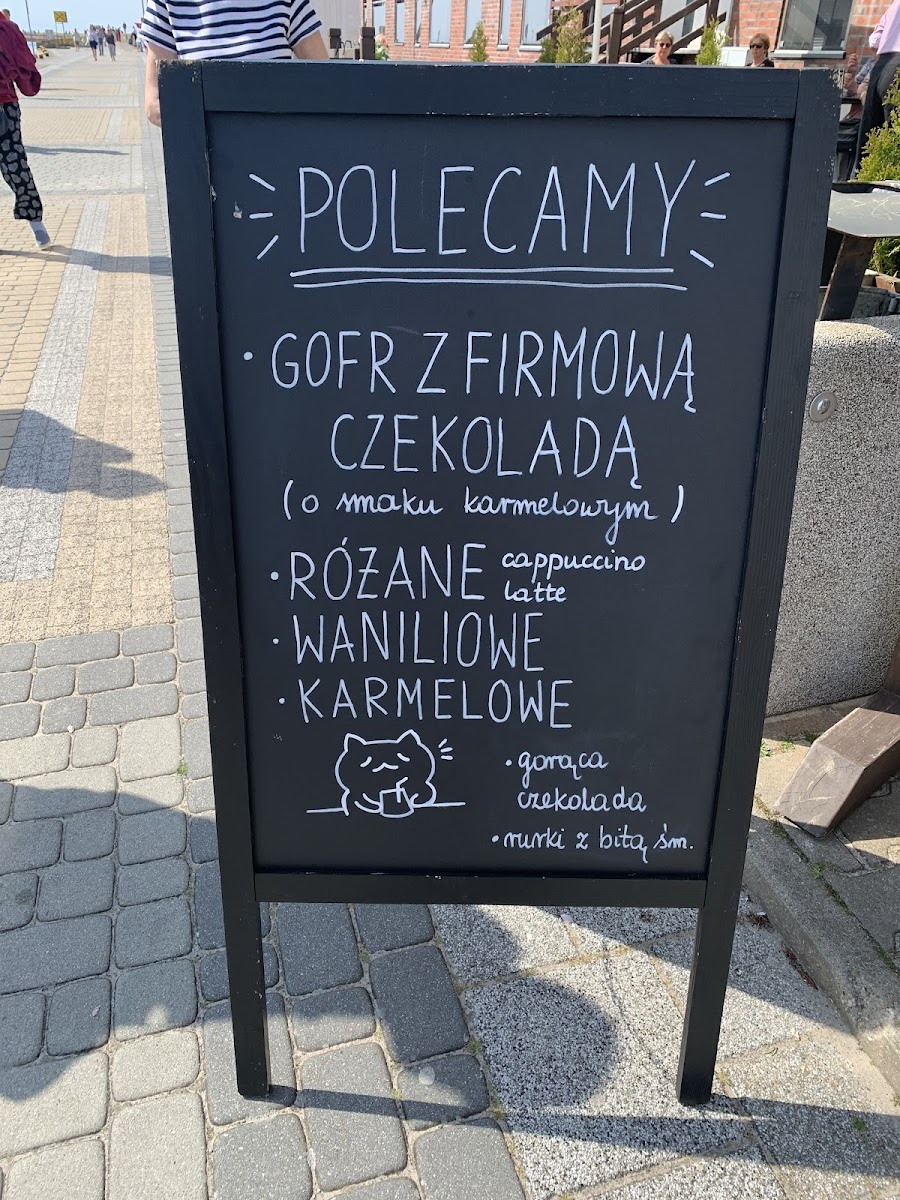 POLECAMY
• GOFR Z FIRMOWĄ
CZEKOLADĄ
(o smaku karmelowym)
• RÓŻANE cappuccino
latte
• WANILIOWE
• KARMELOWE
• gorąca
czekolada
• rurki z bitą śm.